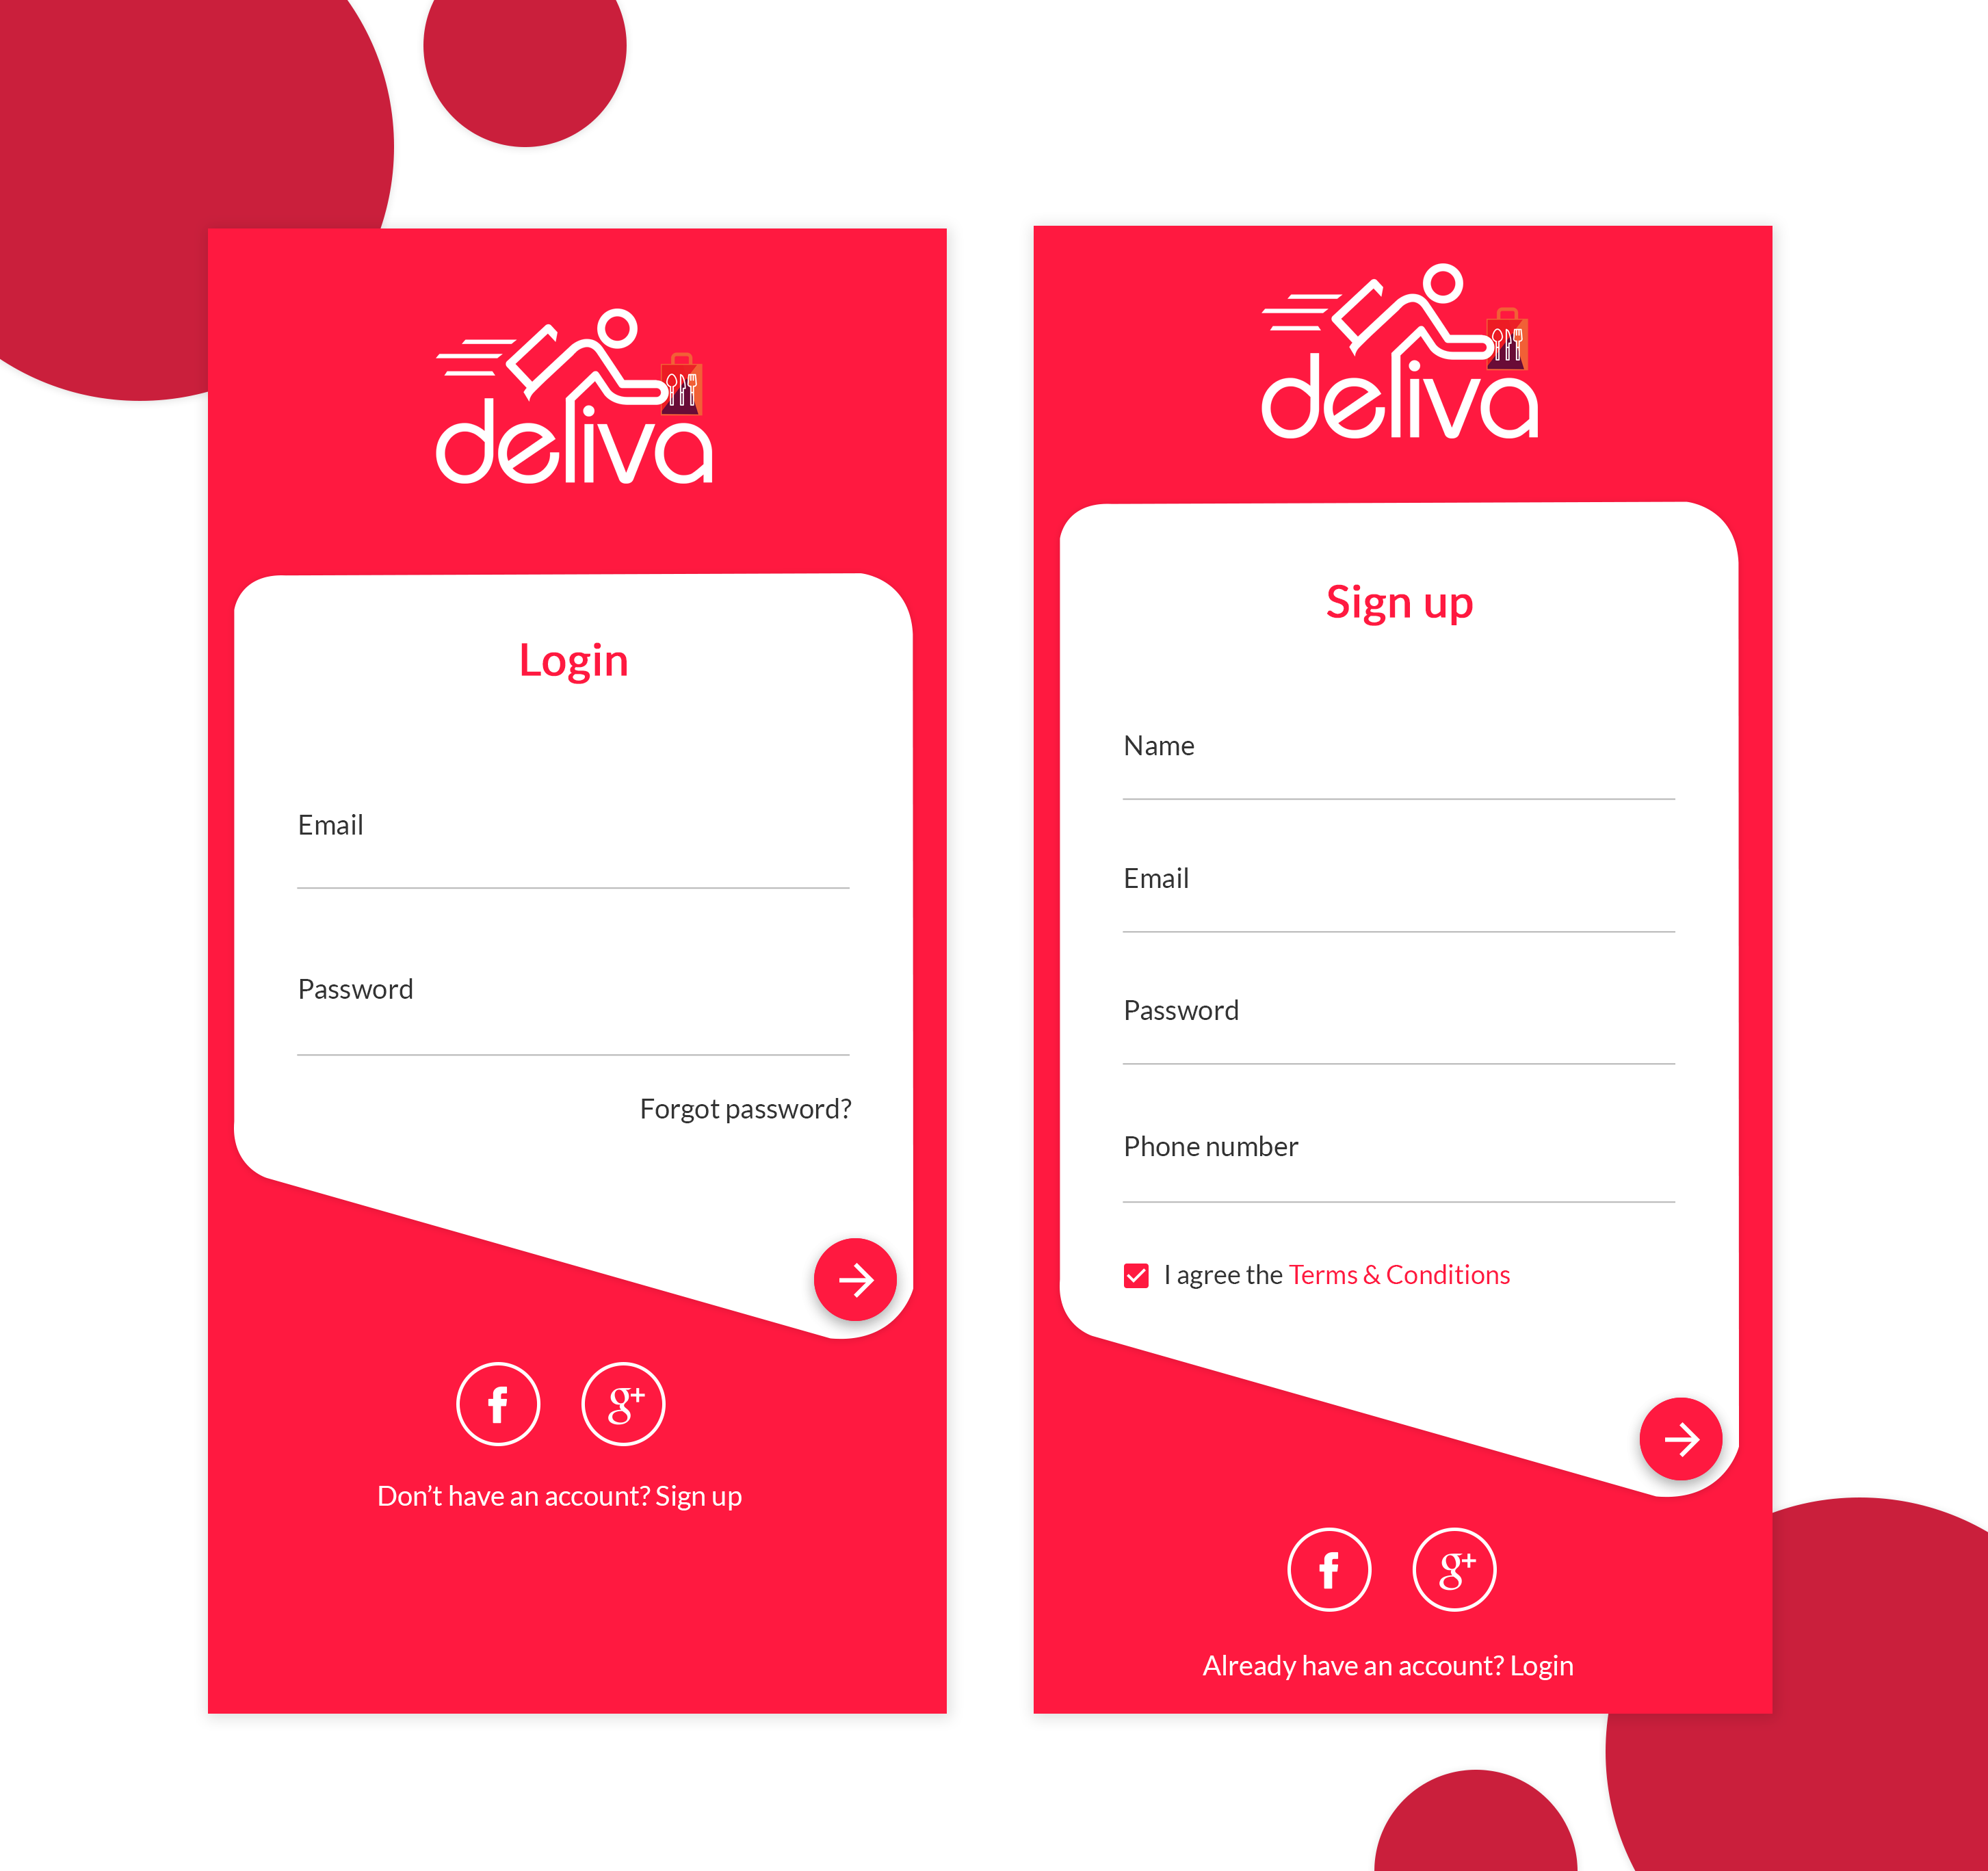 deliva
Login
Email
Password
Forgot password?
f
g+
Don't have an account? Sign up
deliva
Sign up
Name
Email
Password
Phone number
I agree the Terms & Conditions
f
g+
Already have an account? Login